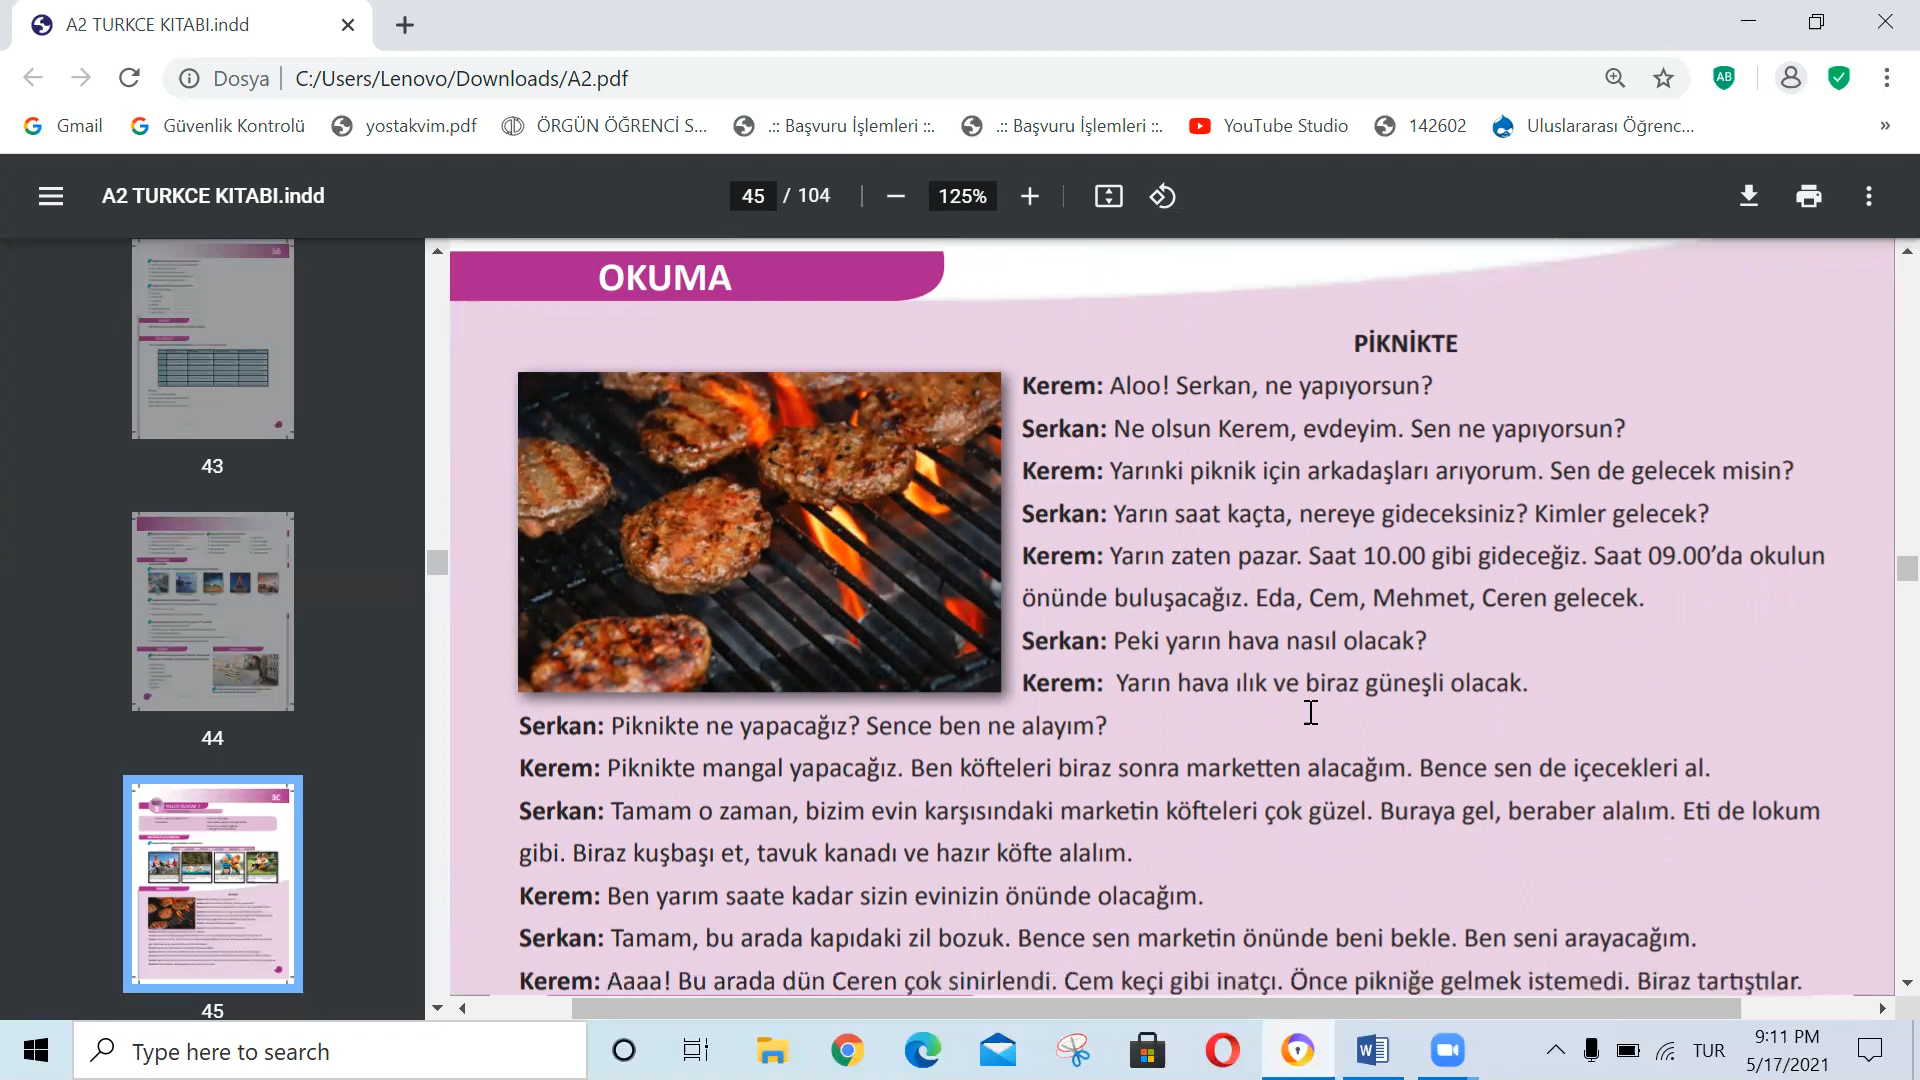 A2 TURKCE KITABI.indd
Dosya
C:/Users/Lenovo/Downloads/A2.pdf
AB
Gmail
Güvenlik Kontrolü
yostakvim.pdf
ÖRGÜN ÖĞRENCİ S...
.:: Başvuru İşlemleri ::.
.:: Başvuru İşlemleri ::.
YouTube Studio
142602
Uluslararası Öğrenc...
»
A2 TURKCE KITABI.indd
45 / 104
125%
43
44
45
OKUMA
PİKNİKTE
Kerem: Aloo! Serkan, ne yapıyorsun?
Serkan: Ne olsun Kerem, evdeyim. Sen ne yapıyorsun?
Kerem: Yarınki piknik için arkadaşları arıyorum. Sen de gelecek misin?
Serkan: Yarın saat kaçta, nereye gideceksiniz? Kimler gelecek?
Kerem: Yarın zaten pazar. Saat 10.00 gibi gideceğiz. Saat 09.00’da okulun
önünde buluşacağız. Eda, Cem, Mehmet, Ceren gelecek.
Serkan: Peki yarın hava nasıl olacak?
Kerem: Yarın hava ılık ve biraz güneşli olacak.
Serkan: Piknikte ne yapacağız? Sence ben ne alayım?
Kerem: Piknikte mangal yapacağız. Ben köfteleri biraz sonra marketten alacağım. Bence sen de içecekleri al.
Serkan: Tamam o zaman, bizim evin karşısındaki marketin köfteleri çok güzel. Buraya gel, beraber alalım. Eti de lokum
gibi. Biraz kuşbaşı et, tavuk kanadı ve hazır köfte alalım.
Kerem: Ben yarım saate kadar sizin evinizin önünde olacağım.
Serkan: Tamam, bu arada kapıdaki zil bozuk. Bence sen marketin önünde beni bekle. Ben seni arayacağım.
Kerem: Aaaa! Bu arada dün Ceren çok sinirlendi. Cem keçi gibi inatçı. Önce pikniğe gelmek istemedi. Biraz tartıştılar.
Type here to search
TUR
9:11 PM
5/17/2021